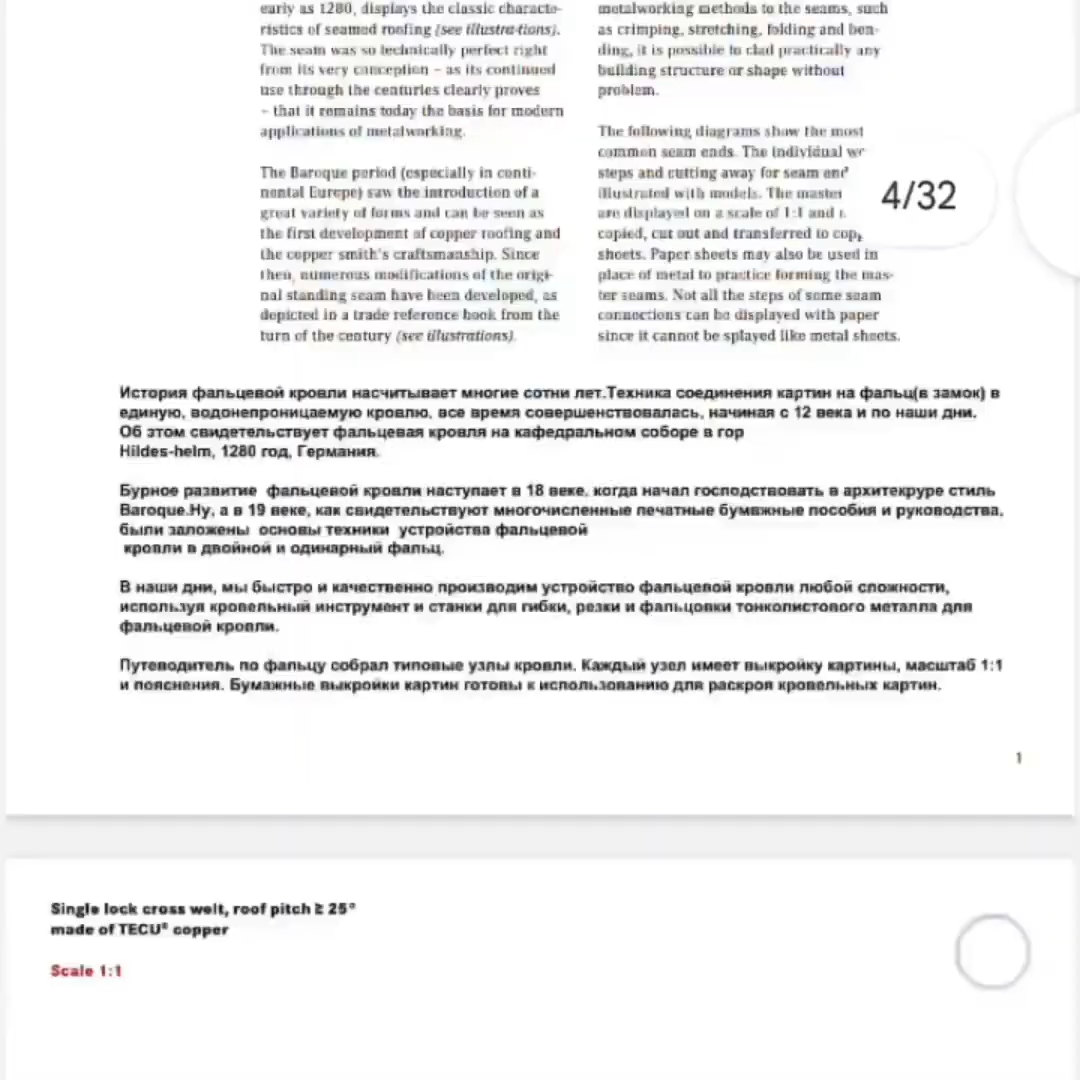 early as 1280, displays the classic characte-
ristics of seamed roofing (see illustra-tions).
The seam was so technically perfect right
from its very conception – as its continued
use through the centuries clearly proves
– that it remains today the basis for modern
applications of metalworking.
The Baroque period (especially in conti-
nental Europe) saw the introduction of a
great variety of forms and can be seen as
the first development of copper roofing and
the copper smith's craftsmanship. Since
then, numerous modifications of the origi-
nal standing seam have been developed, as
depicted in a trade reference book from the
turn of the century (see illustrations).
metalworking methods to the seams, such
as crimping, stretching, folding and ben-
ding, it is possible to clad practically any
building structure or shape without
problem.
The following diagrams show the most
common seam ends. The individual
steps and cutting away for seam
illustrated with models. The master
are displayed on a scale of 1:1 and
copied, cut out and transferred to
sheets. Paper sheets may also be used in
place of metal to practice forming the mas-
ter seams. Not all the steps of some seam
connections can be displayed with paper
since it cannot be splayed like metal sheets.
4/32
История фальцевой кровли насчитывает многие сотни лет.Техника соединения картин на фальц(в замок) в
единую, водонепроницаемую кровлю, все время совершенствовалась, начиная с 12 века и по наши дни.
Об этом свидетельствует фальцевая кровля на кафедральном соборе в гор
Hildes-helm, 1280 год, Германия.
Бурное развитие фальцевой кровли наступает в 18 веке, когда начал господствовать в архитекруре стиль
Baroque.Ну, а в 19 веке, как свидетельствуют многочисленные печатные бумажные пособия и руководства,
были заложены основы техники устройства фальцевой
кровли в двойной и одинарный фальц.
В наши дни, мы быстро и качественно производим устройство фальцевой кровли любой сложности,
используя кровельный инструмент и станки для гибки, резки и фальцовки тонколистового металла для
фальцевой кровли.
Путеводитель по фальцу собрал типовые узлы кровли. Каждый узел имеет выкройку картины, масштаб 1:1
и пояснения. Бумажные выкройки картин готовы к использованию для раскроя кровельных картин.
1
Single lock cross welt, roof pitch ≥ 25°
made of TECU® copper
Scale 1:1